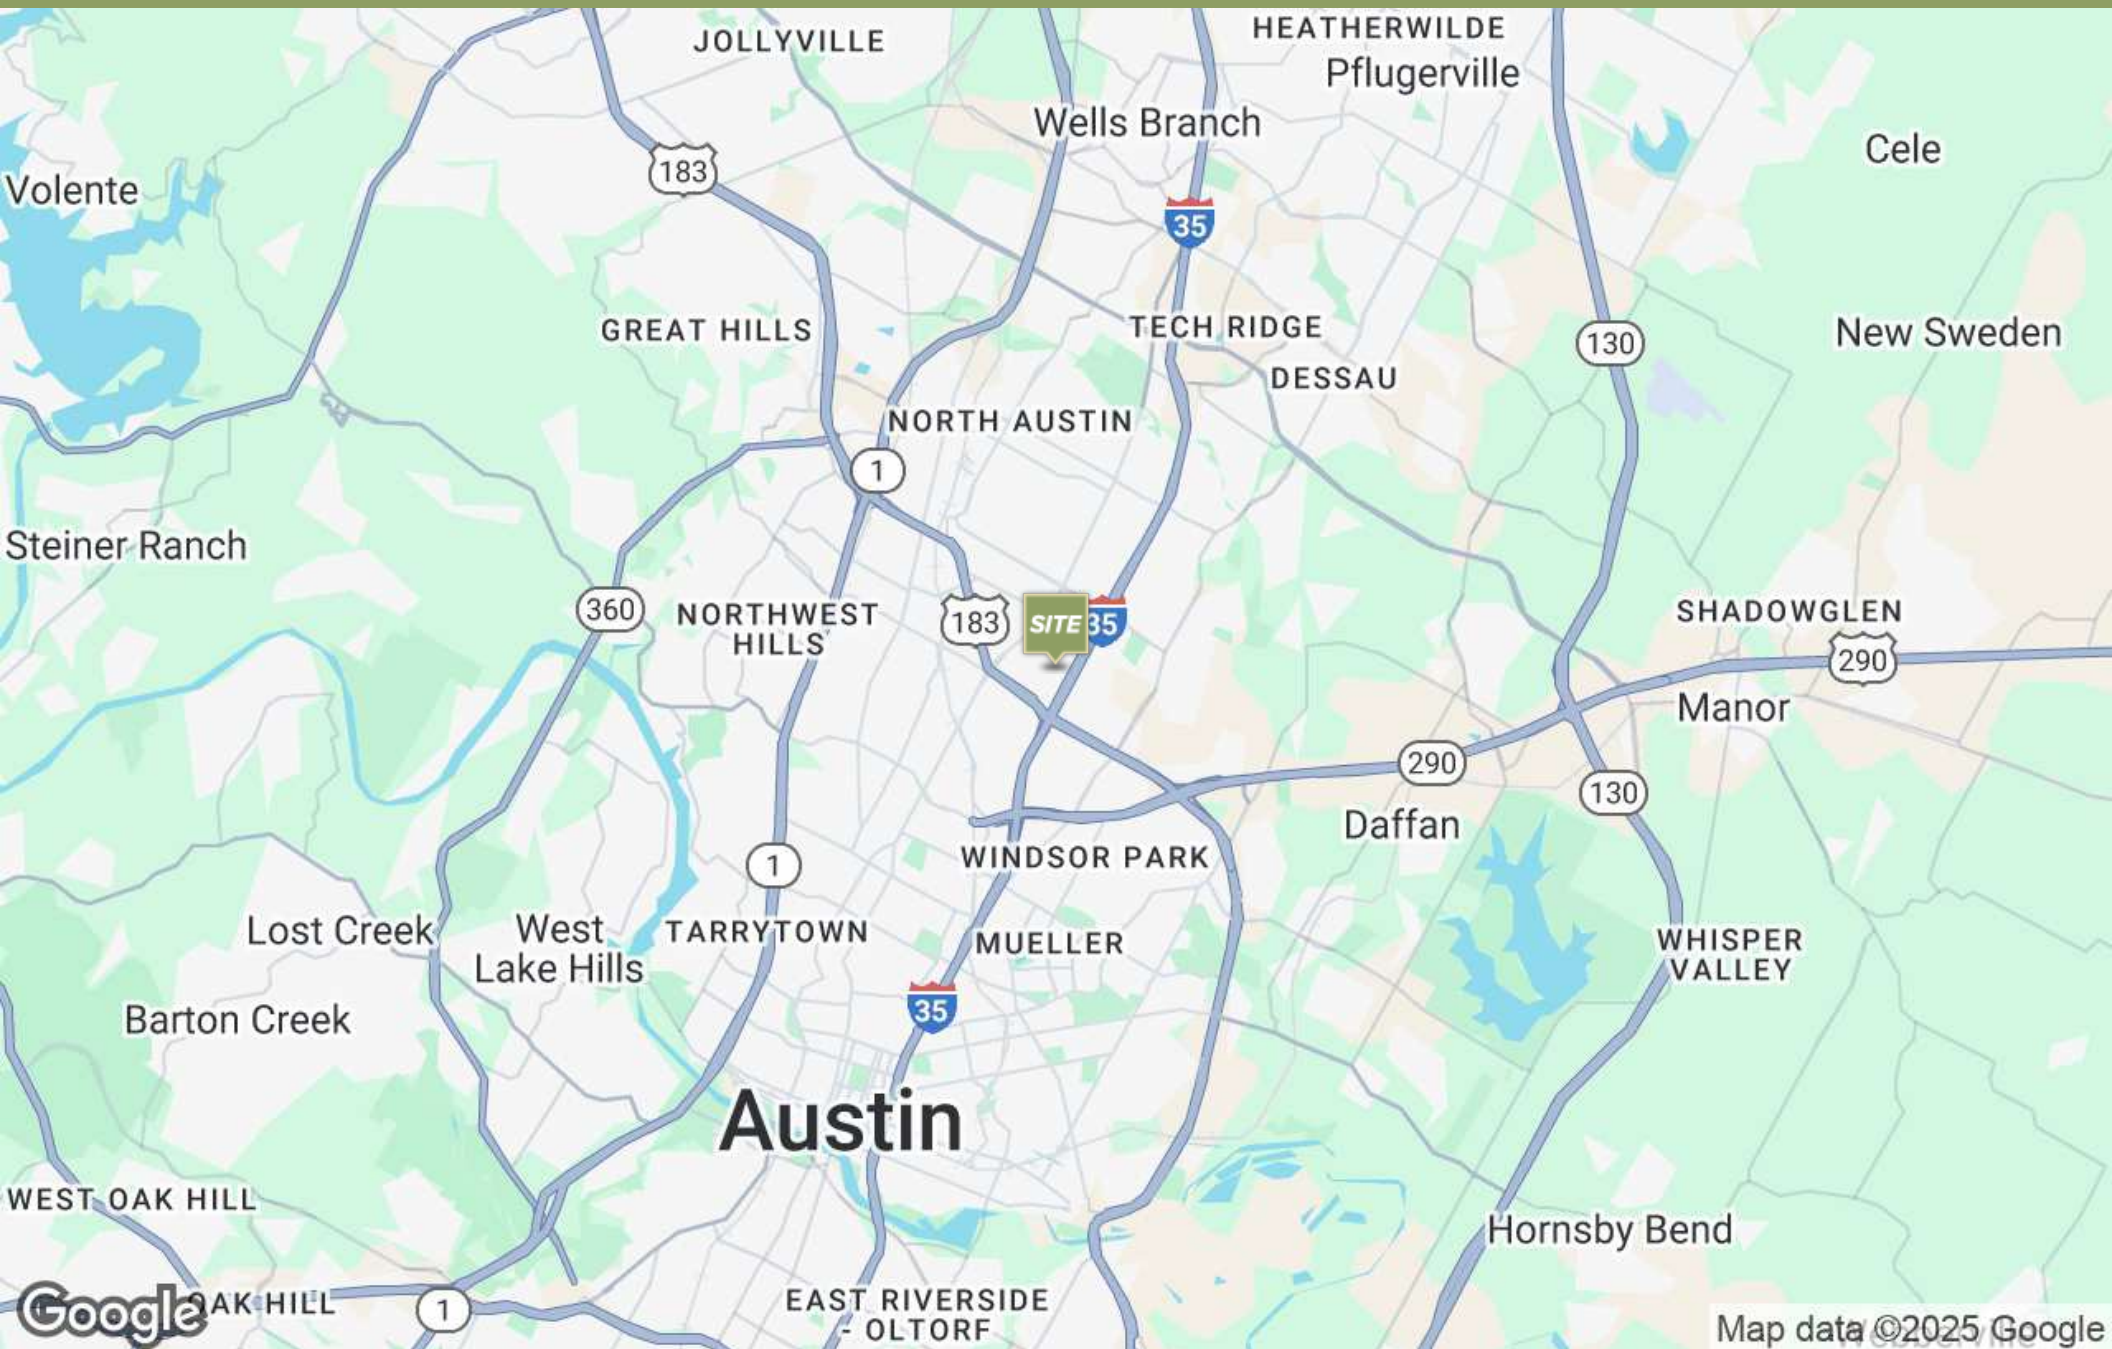 JOLLYVILLE
HEATHERWILDE
Pflugerville
Wells Branch
Cele
183
Volente
35
GREAT HILLS
TECH RIDGE
130
New Sweden
DESSAU
NORTH AUSTIN
1
Steiner Ranch
360
NORTHWEST
HILLS
183
SITE
35
SHADOWGLEN
290
Manor
290
130
Daffan
WINDSOR PARK
1
Lost Creek
West
Lake Hills
TARRYTOWN
MUELLER
WHISPER
VALLEY
35
Barton Creek
Austin
WEST OAK HILL
Hornsby Bend
Google
OAK HILL
1
EAST RIVERSIDE
- OLTORF
Map data ©2025 Google
Webberville